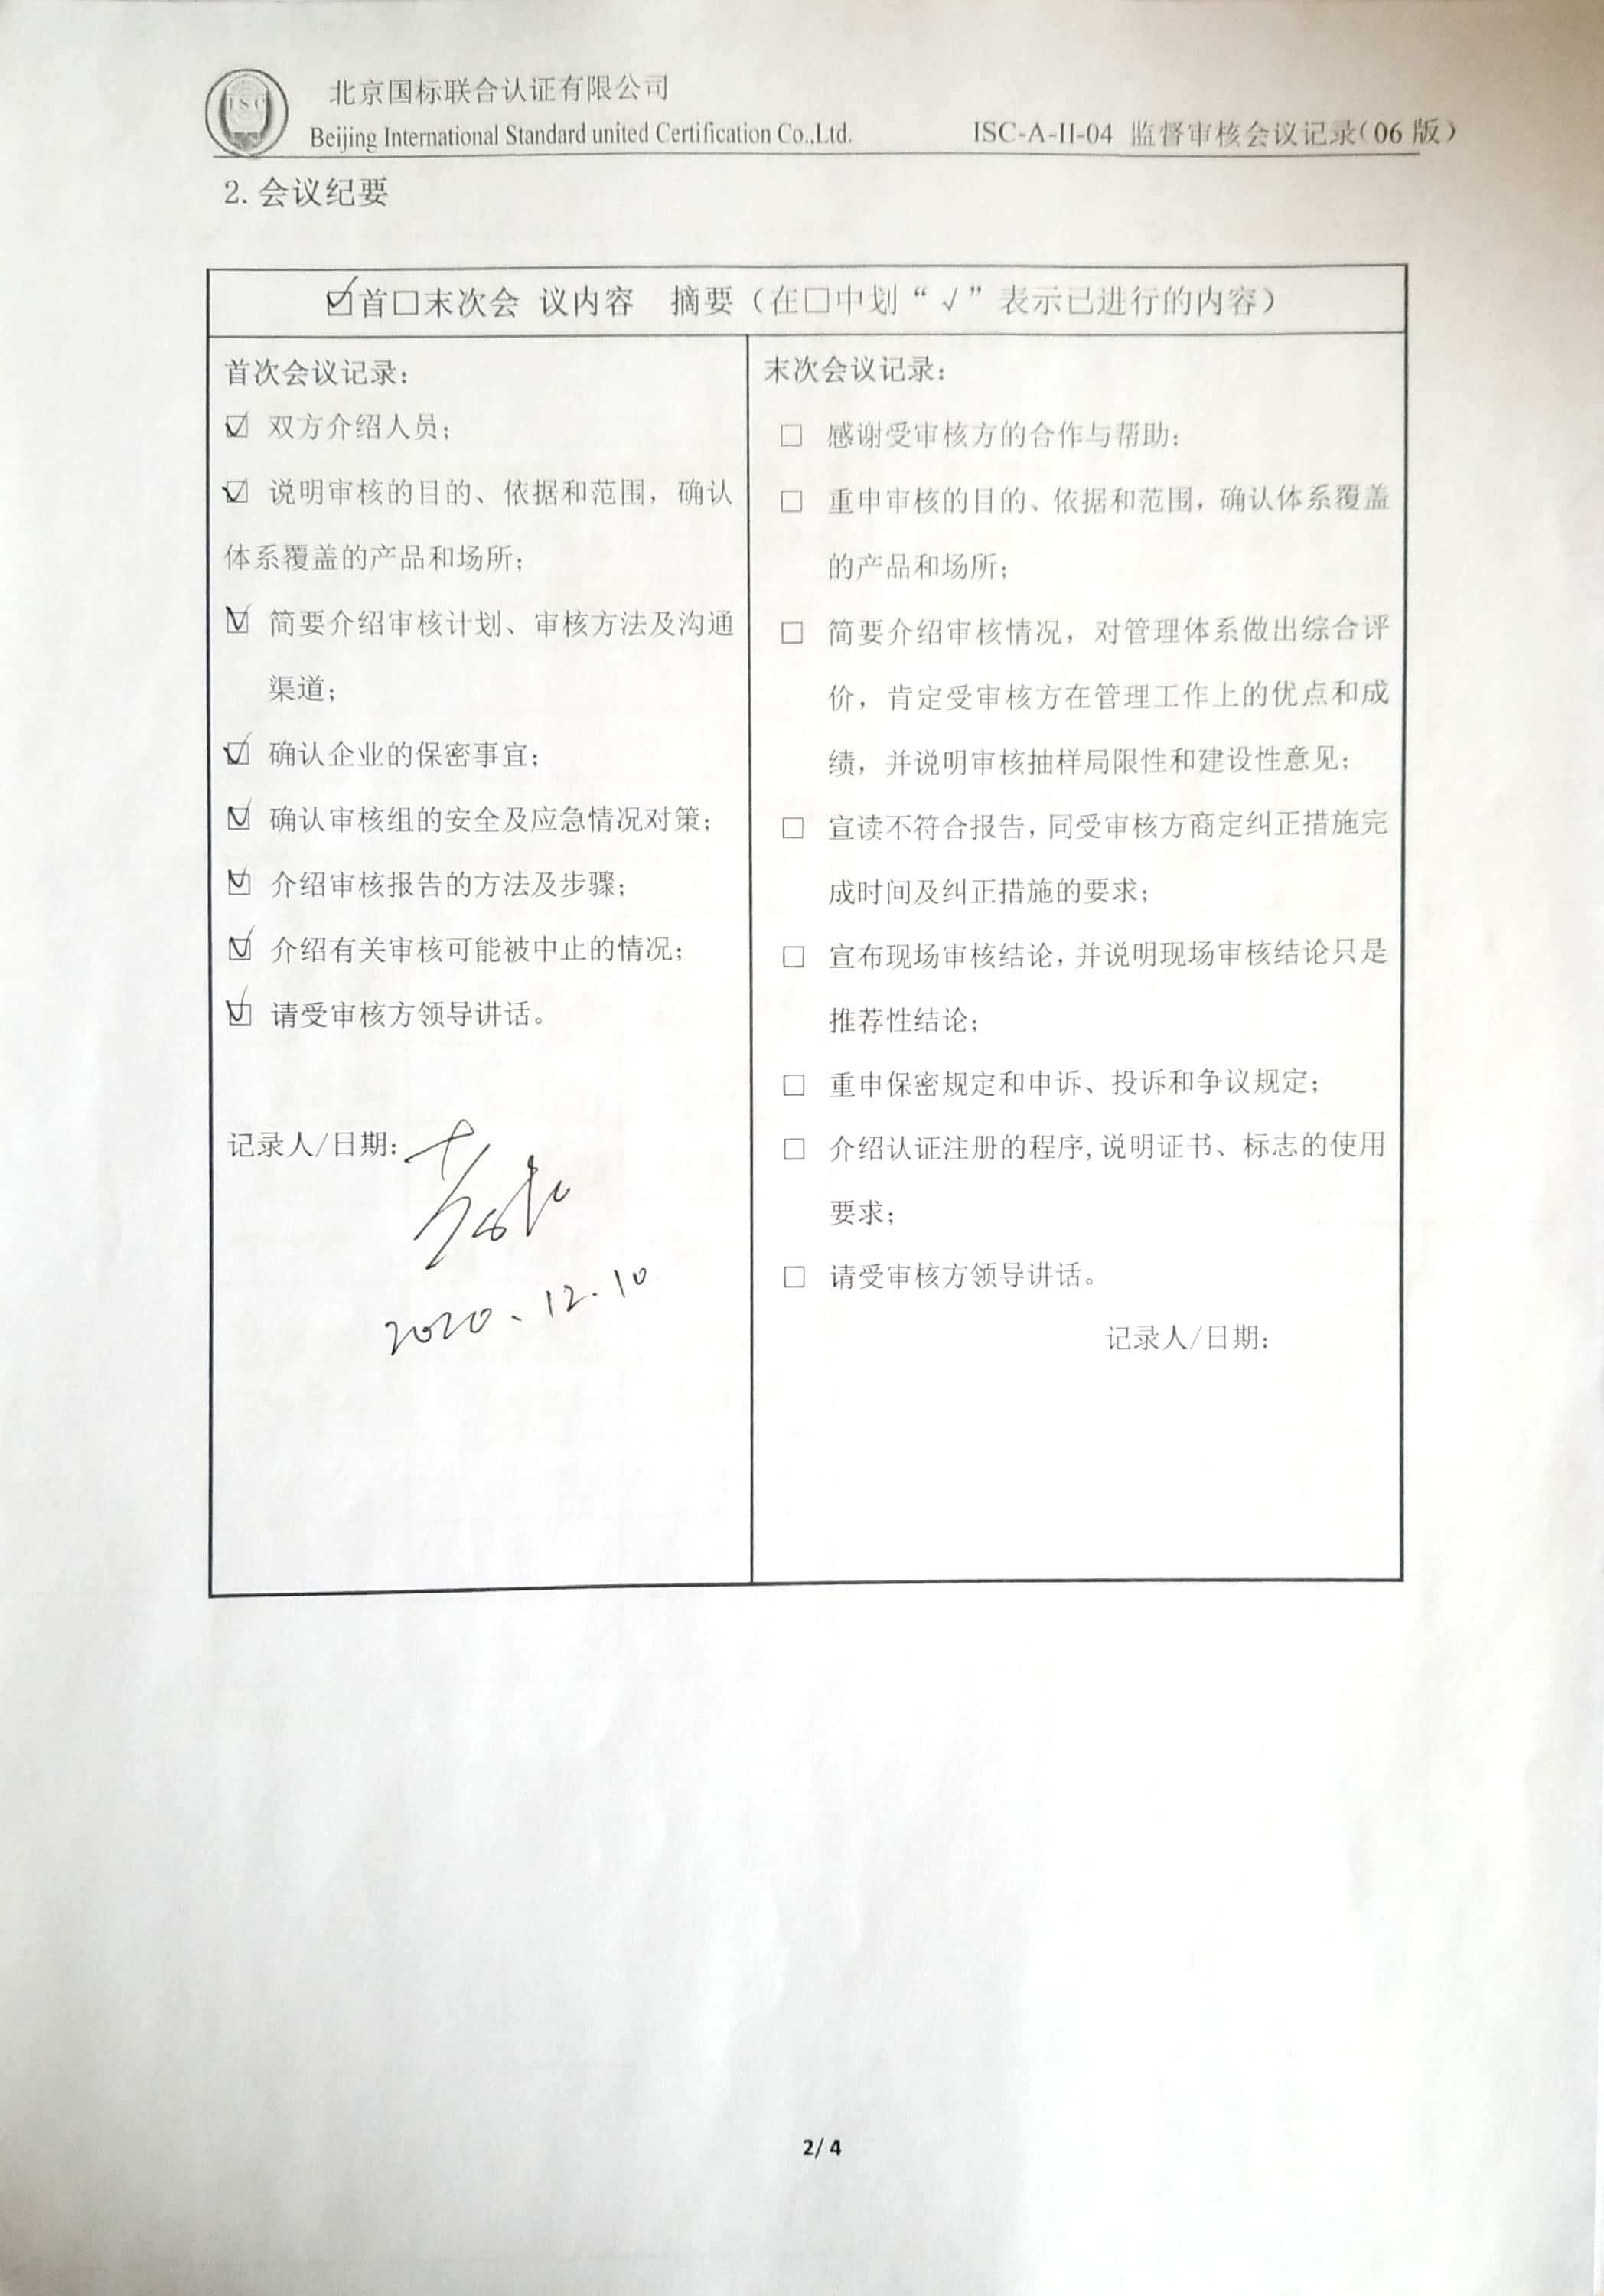 ISC
北京国标联合认证有限公司
Beijing International Standard united Certification Co.,Ltd.
ISC-A-II-04 监督审核会议记录(06 版)
2.会议纪要
☑首□末次会 议内容 摘要（在□中划“√”表示已进行的内容）
首次会议记录：
☑ 双方介绍人员；
☑ 说明审核的目的、依据和范围，确认
体系覆盖的产品和场所；
☑ 简要介绍审核计划、审核方法及沟通
渠道；
☑ 确认企业的保密事宜；
☑ 确认审核组的安全及应急情况对策；
☑ 介绍审核报告的方法及步骤；
☑ 介绍有关审核可能被中止的情况；
☑ 请受审核方领导讲话。
记录人/日期：
2020、12.10
末次会议记录：
□ 感谢受审核方的合作与帮助；
□ 重申审核的目的、依据和范围，确认体系覆盖
的产品和场所；
□ 简要介绍审核情况，对管理体系做出综合评
价，肯定受审核方在管理工作上的优点和成
绩，并说明审核抽样局限性和建设性意见；
□ 宣读不符合报告，同受审核方商定纠正措施完
成时间及纠正措施的要求；
□ 宣布现场审核结论，并说明现场审核结论只是
推荐性结论；
□ 重申保密规定和申诉、投诉和争议规定；
□ 介绍认证注册的程序,说明证书、标志的使用
要求；
□ 请受审核方领导讲话。
记录人/日期：
2/ 4